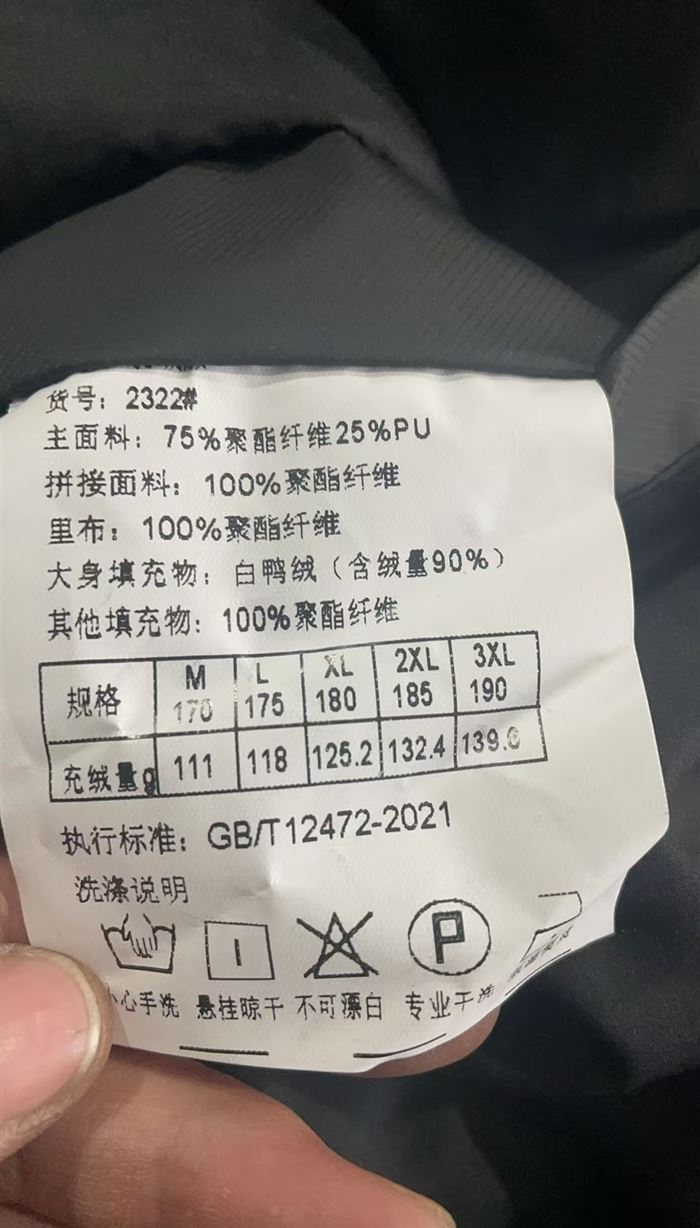 货号：2322#
主面料：75%聚酯纤维25%PU
拼接面料：100%聚酯纤维
里布：100%聚酯纤维
大身填充物：白鸭绒（含绒量90%）
其他填充物：100%聚酯纤维
规格 M 170 L 175 XL 180 2XL 185 3XL 190
充绒量g 111 118 125.2 132.4 139.6
执行标准：GB/T12472-2021
洗涤说明
P
小心手洗 悬挂晾干 不可漂白 专业干洗